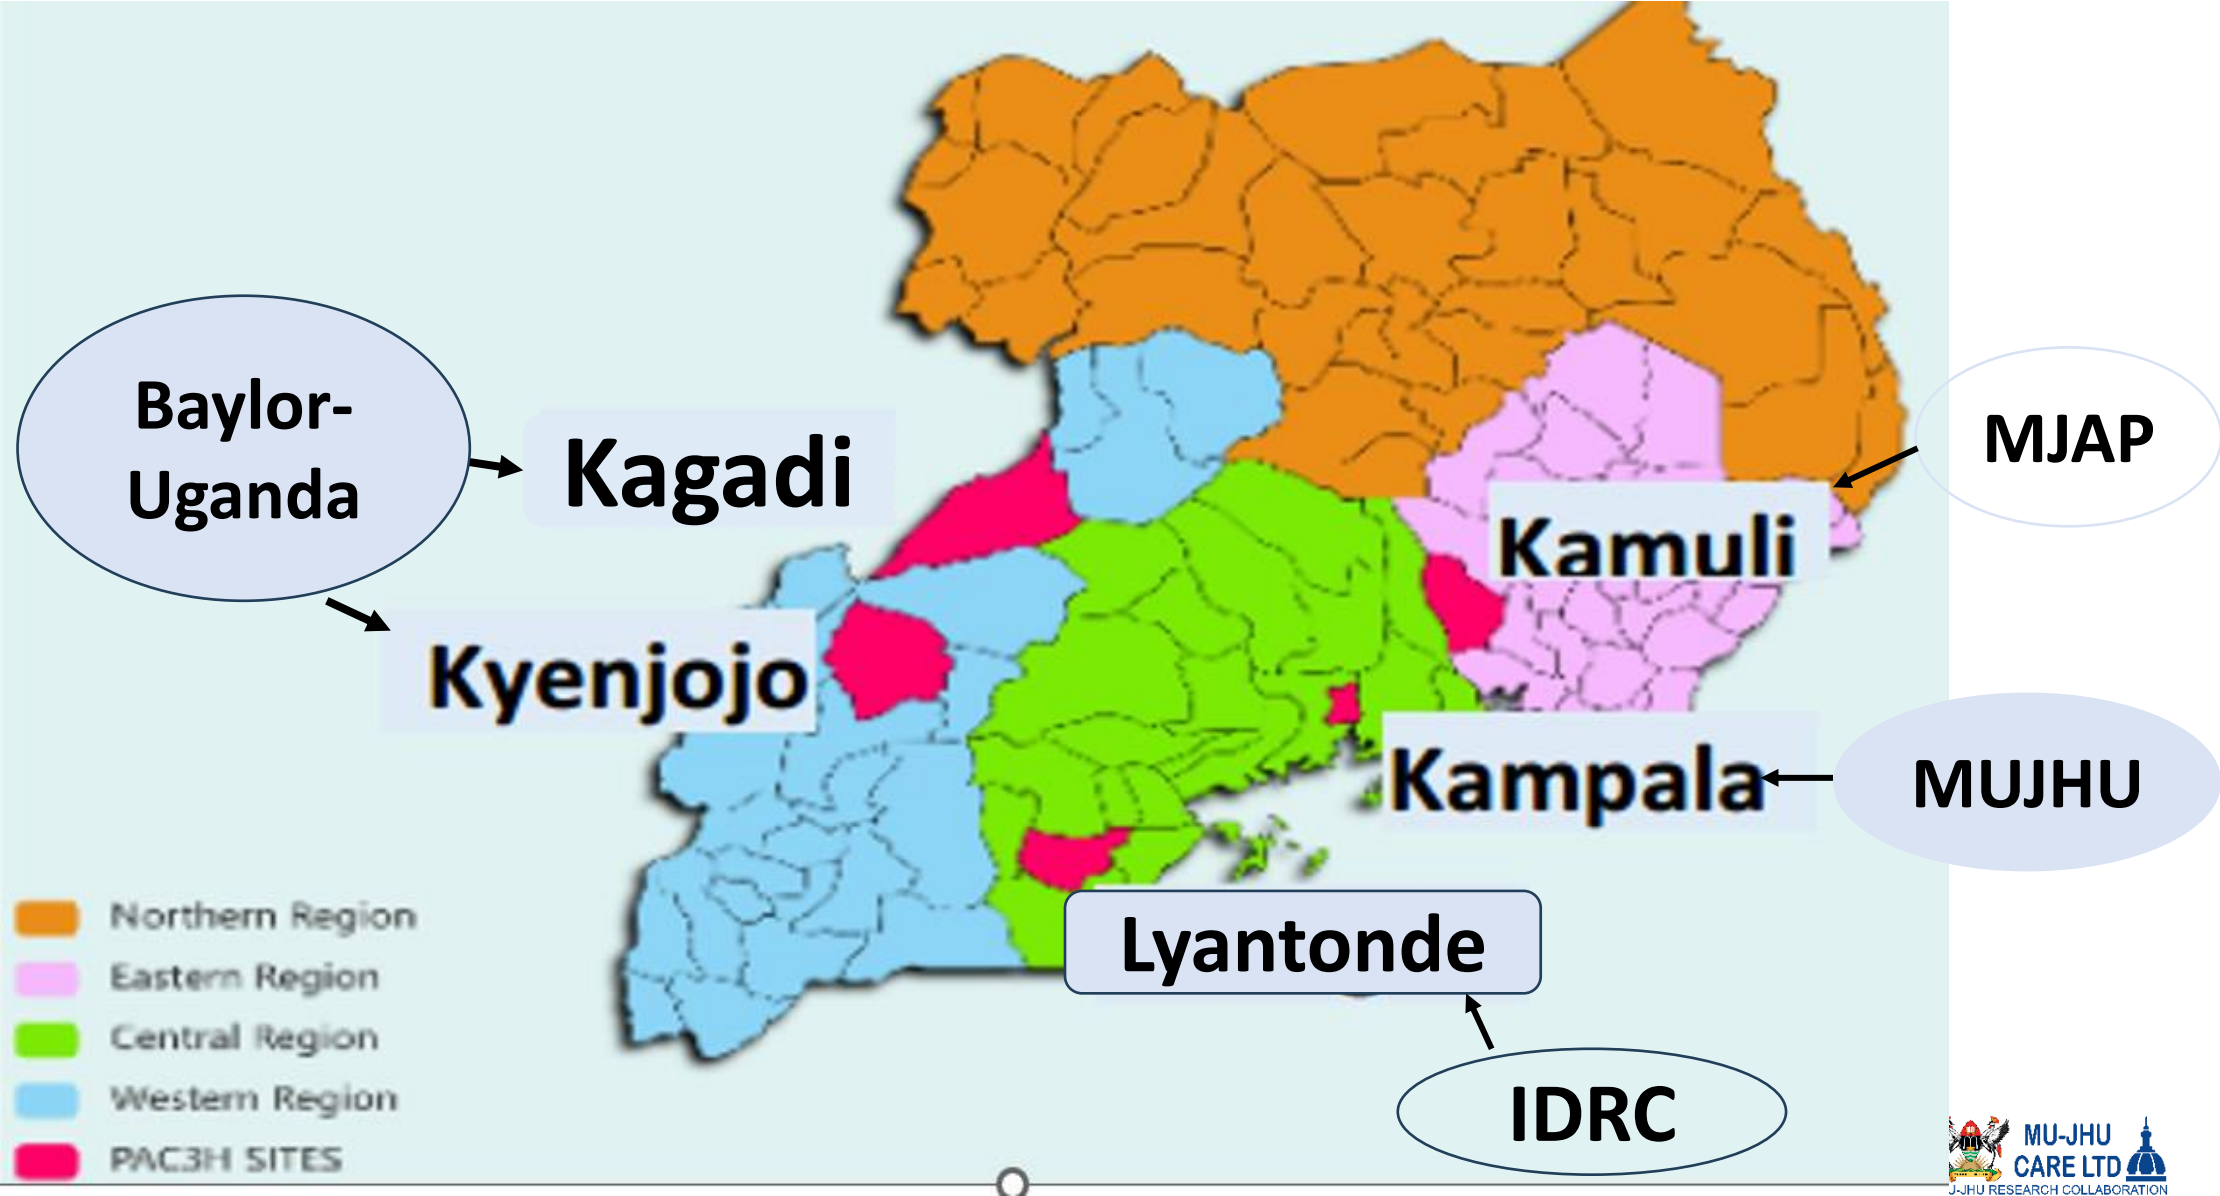 Baylor-
Uganda
Kagadi
Kyenjojo
MJAP
Kamuli
Kampala
MUJHU
Lyantonde
IDRC
Northern Region
Eastern Region
Central Region
Western Region
PAC3H SITES
MU-JHU
CARE LTD
J-JHU RESEARCH COLLABORATION